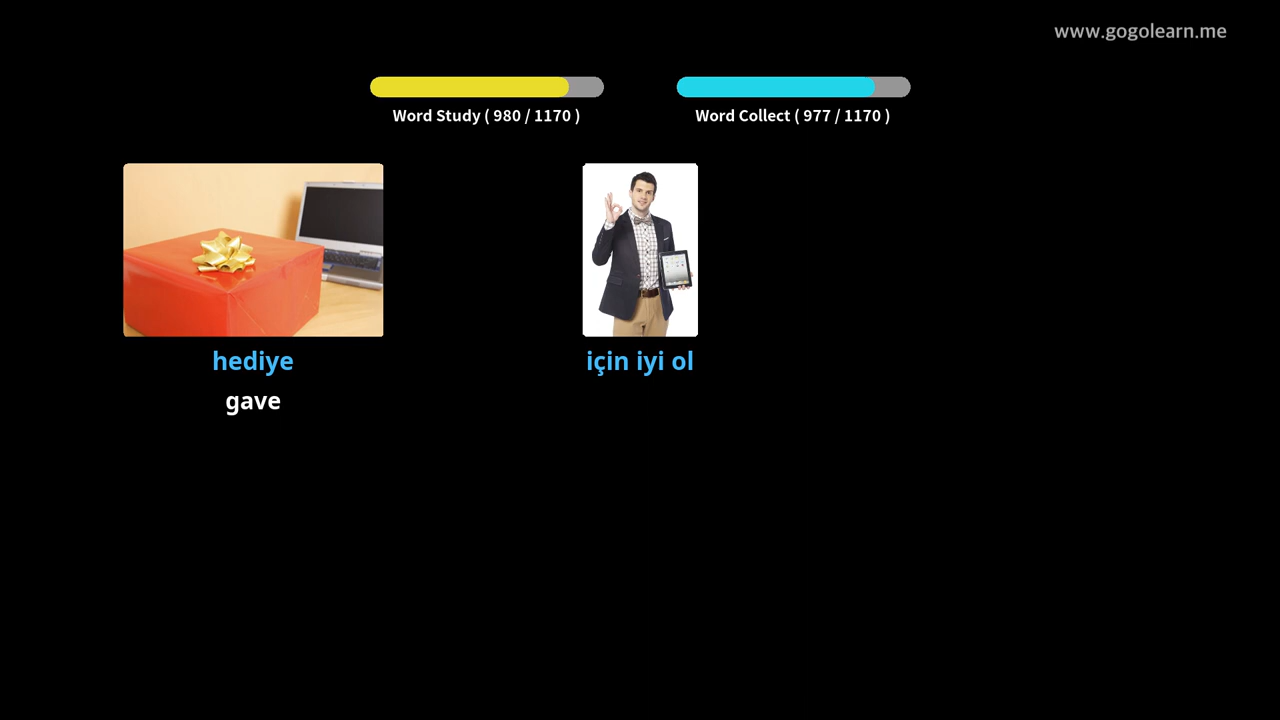 www.gogolearn.me
Word Study ( 980 / 1170 )
Word Collect ( 977 / 1170 )
hediye
gave
için iyi ol